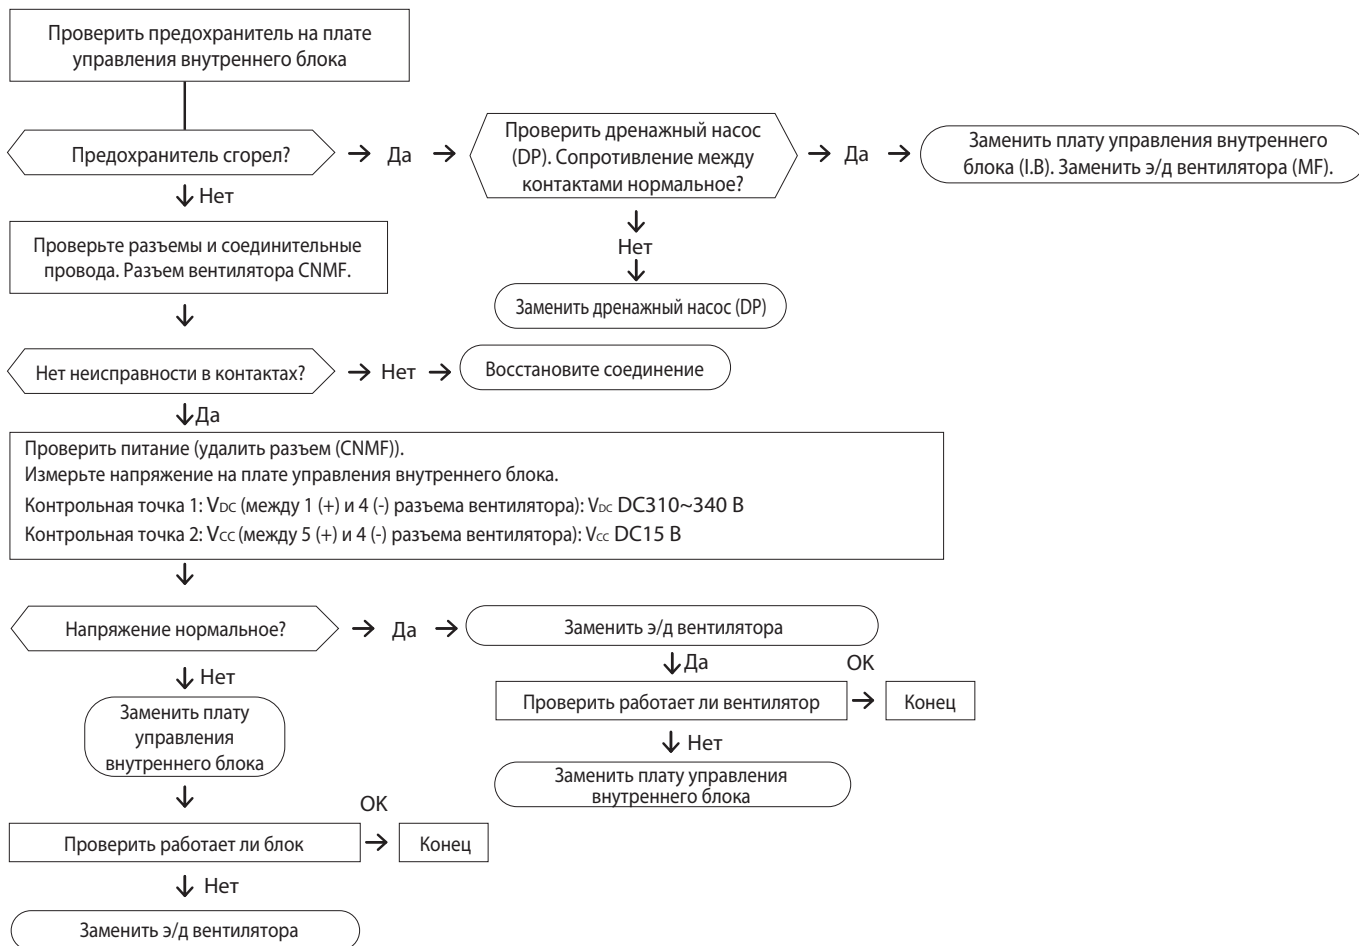 Проверить предохранитель на плате
управления внутреннего блока
Предохранитель сгорел?
Да
Проверить дренажный насос
(DP). Сопротивление между
контактами нормальное?
Да
Заменить плату управления внутреннего
блока (I.B). Заменить э/д вентилятора (MF).
Нет
Нет
Заменить дренажный насос (DP)
Проверьте разъемы и соединительные
провода. Разъем вентилятора CNMF.
Нет неисправности в контактах?
Нет
Восстановите соединение
Да
Проверить питание (удалить разъем (CNMF)).
Измерьте напряжение на плате управления внутреннего блока.
Контрольная точка 1: VDC (между 1 (+) и 4 (-) разъема вентилятора): VDC DC310~340 В
Контрольная точка 2: Vcc (между 5 (+) и 4 (-) разъема вентилятора): Vcc DC15 В
Напряжение нормальное?
Да
Заменить э/д вентилятора
Да
OK
Проверить работает ли вентилятор
Конец
Нет
Заменить плату управления
внутреннего блока
Нет
Заменить плату
управления
внутреннего блока
OK
Проверить работает ли блок
Конец
Нет
Заменить э/д вентилятора